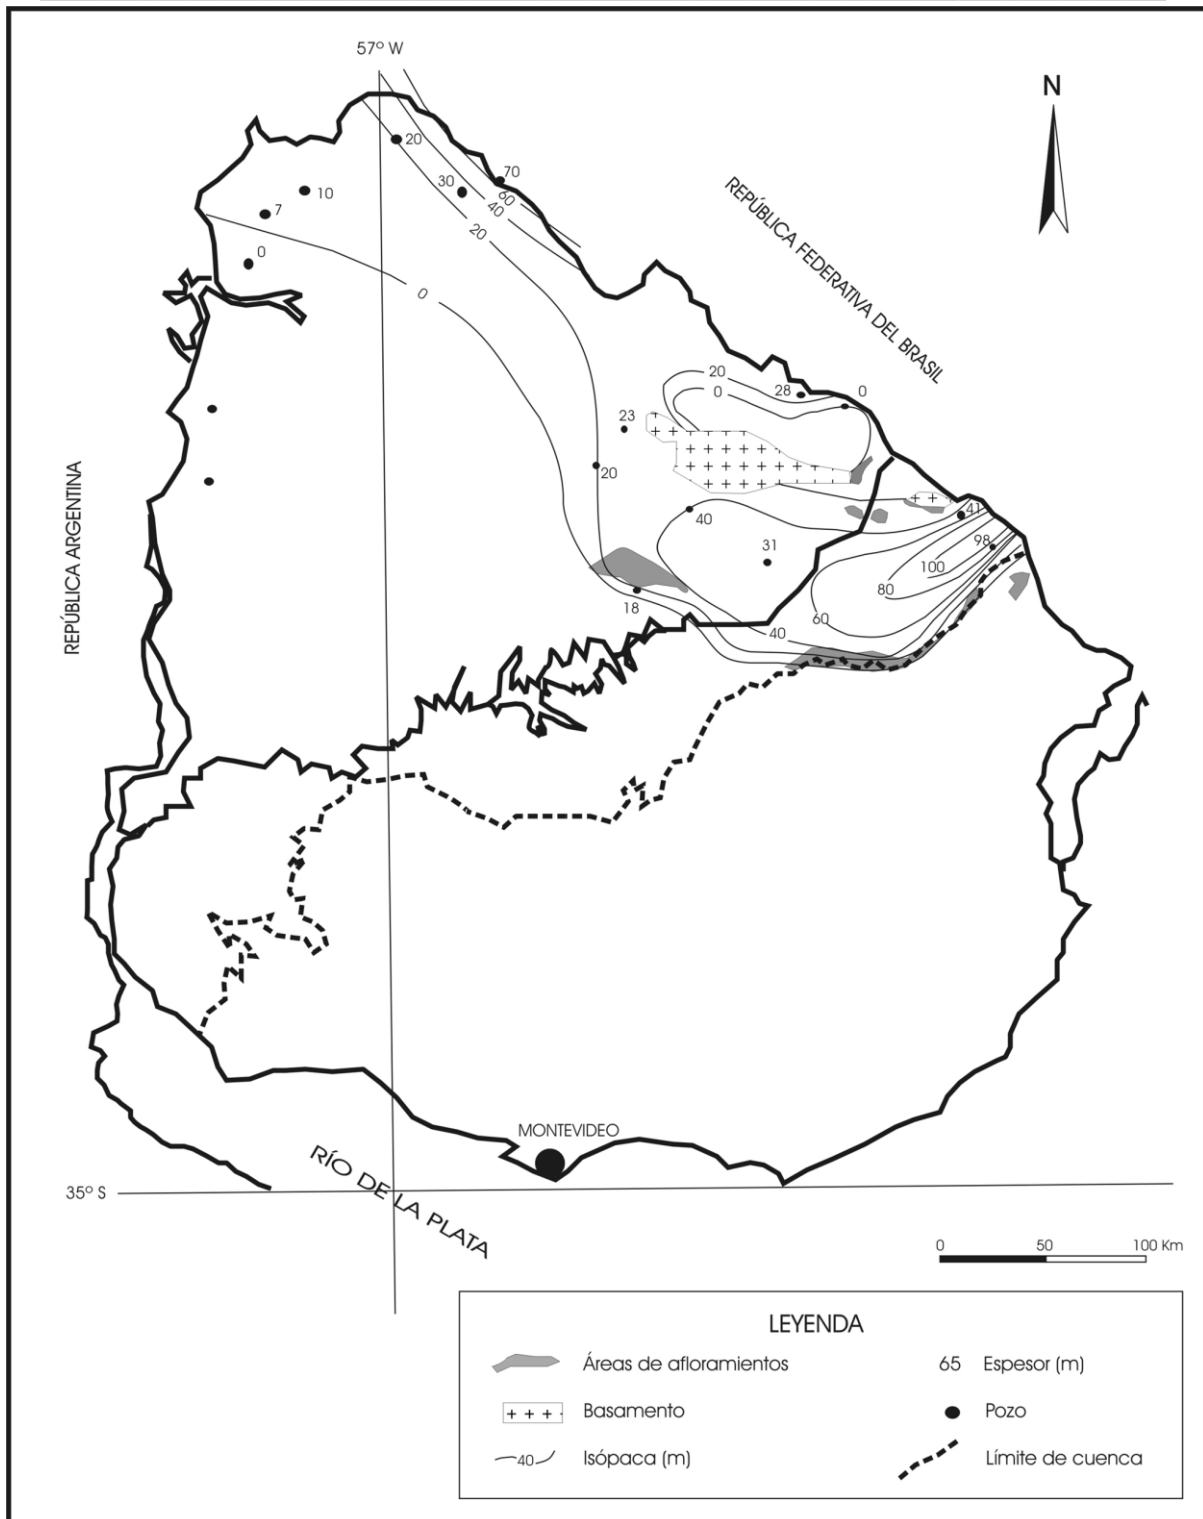 57° W
N
20
70
30
60
10
40
7
20
0
0
REPÚBLICA FEDERATIVA DEL BRASIL
20
28
0
0
23
REPÚBLICA ARGENTINA
20
40
41
98
31
100
80
18
60
40
MONTEVIDEO
RÍO DE LA PLATA
35° S
0 50 100 Km
LEYENDA
Áreas de afloramientos
65 Espesor (m)
Basamento
Pozo
40 Isópaca (m)
Límite de cuenca